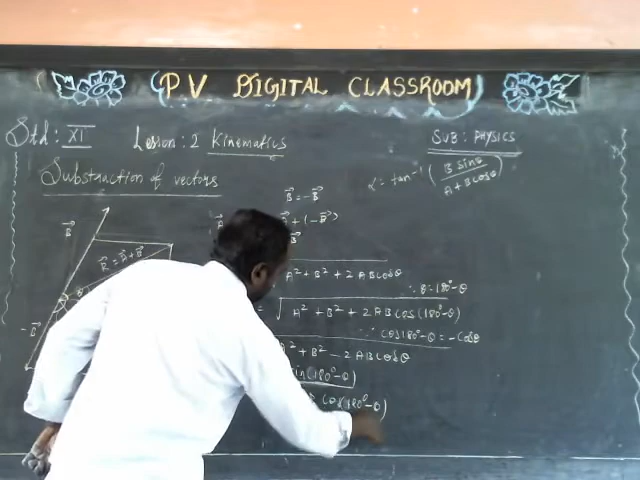 (PV DIGITAL CLASSROOM)
Std: XI Lesson: 2 Kinematics SUB: PHYSICS
Substraction of vectors
α = tan⁻¹ (B sinθ / A + B cosθ)
B⃗ = -B⃗
+ (-B⃗)
B⃗
R⃗ = A⃗ + B⃗
A² + B² + 2AB cosθ
∴ θ = 180° - θ
= √A² + B² + 2AB cos(180° - θ)
∵ cos 180° - θ = -cosθ
A² + B² - 2AB cosθ
-B⃗
sin(180° - θ)
cos(180° - θ)